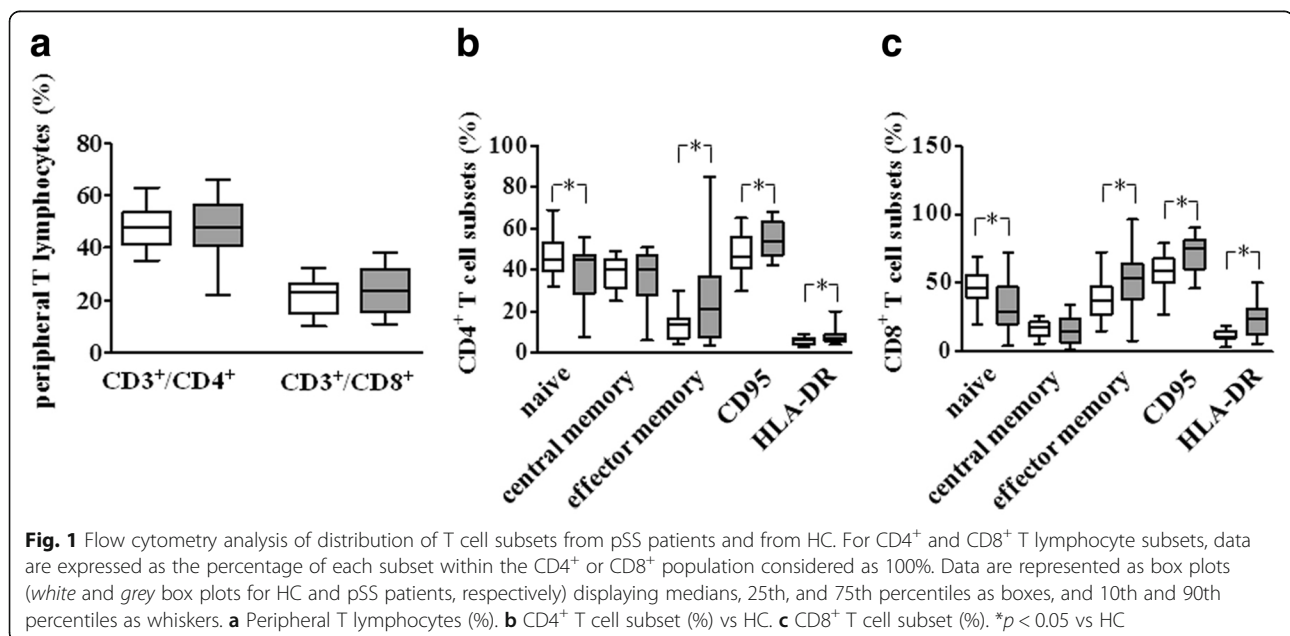 a
b
c
peripheral T lymphocytes (%)
80
60
40
20
0
CD3⁺/CD4⁺
CD3⁺/CD8⁺
CD4⁺ T cell subsets (%)
100
80
60
40
20
0
*
*
*
*
naive
central memory
effector memory
CD95
HLA-DR
CD8⁺ T cell subsets (%)
150
100
50
0
*
*
*
*
naive
central memory
effector memory
CD95
HLA-DR
Fig. 1 Flow cytometry analysis of distribution of T cell subsets from pSS patients and from HC. For CD4⁺ and CD8⁺ T lymphocyte subsets, data
are expressed as the percentage of each subset within the CD4⁺ or CD8⁺ population considered as 100%. Data are represented as box plots
(white and grey box plots for HC and pSS patients, respectively) displaying medians, 25th, and 75th percentiles as boxes, and 10th and 90th
percentiles as whiskers. a Peripheral T lymphocytes (%). b CD4⁺ T cell subset (%) vs HC. c CD8⁺ T cell subset (%). *p < 0.05 vs HC